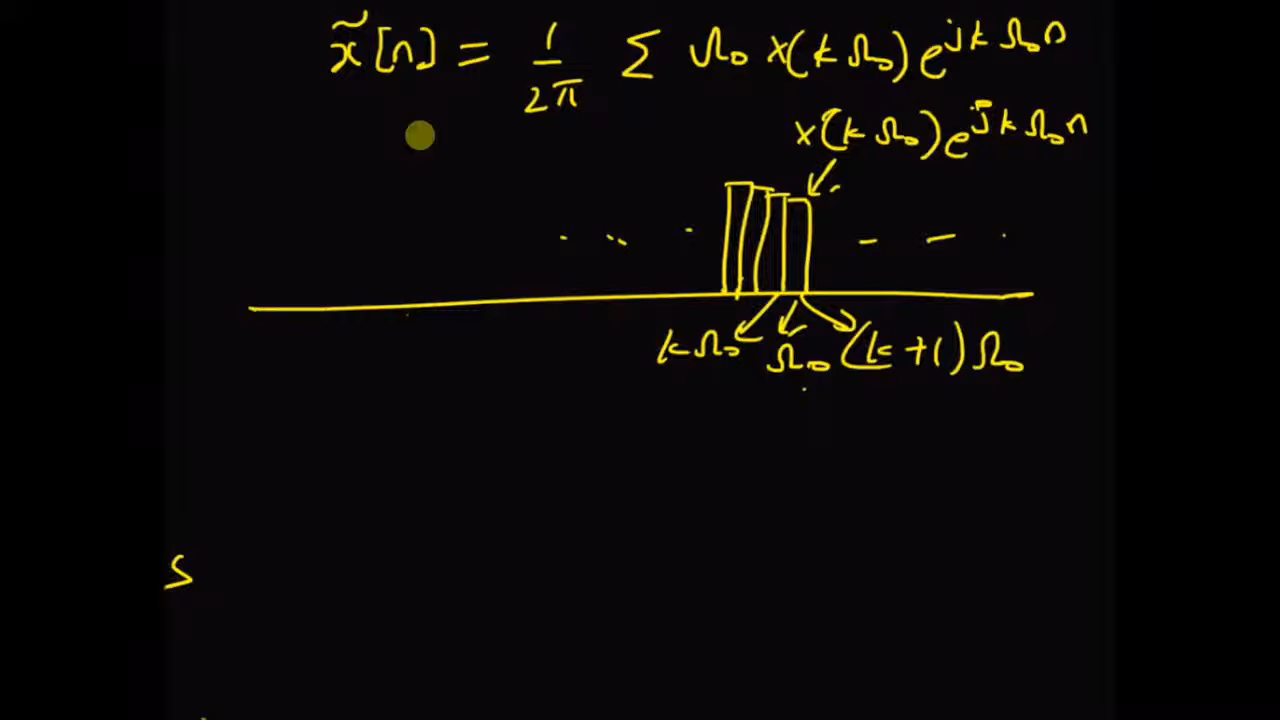 x̃[n] = 1/2π Σ Ω₀ x(kΩ₀) e^{jkΩ₀n}
x(kΩ₀) e^{jkΩ₀n}
kΩ₀ Ω₀ (k+1)Ω₀
S